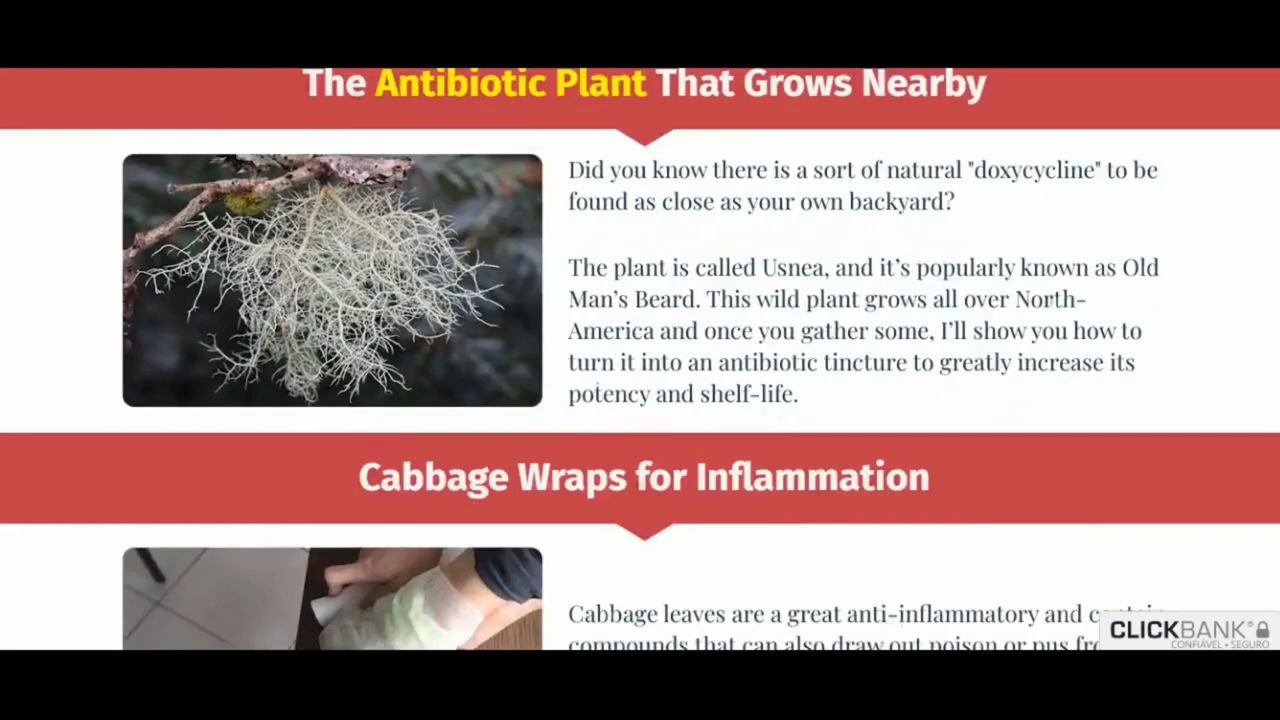 The Antibiotic Plant That Grows Nearby
Did you know there is a sort of natural "doxycycline" to be
found as close as your own backyard?
The plant is called Usnea, and it’s popularly known as Old
Man’s Beard. This wild plant grows all over North-
America and once you gather some, I’ll show you how to
turn it into an antibiotic tincture to greatly increase its
potency and shelf-life.
Cabbage Wraps for Inflammation
Cabbage leaves are a great anti-inflammatory and
compounds that can also draw out poison or pus
CLICKBANK®
CONFIÁVEL • SEGURO